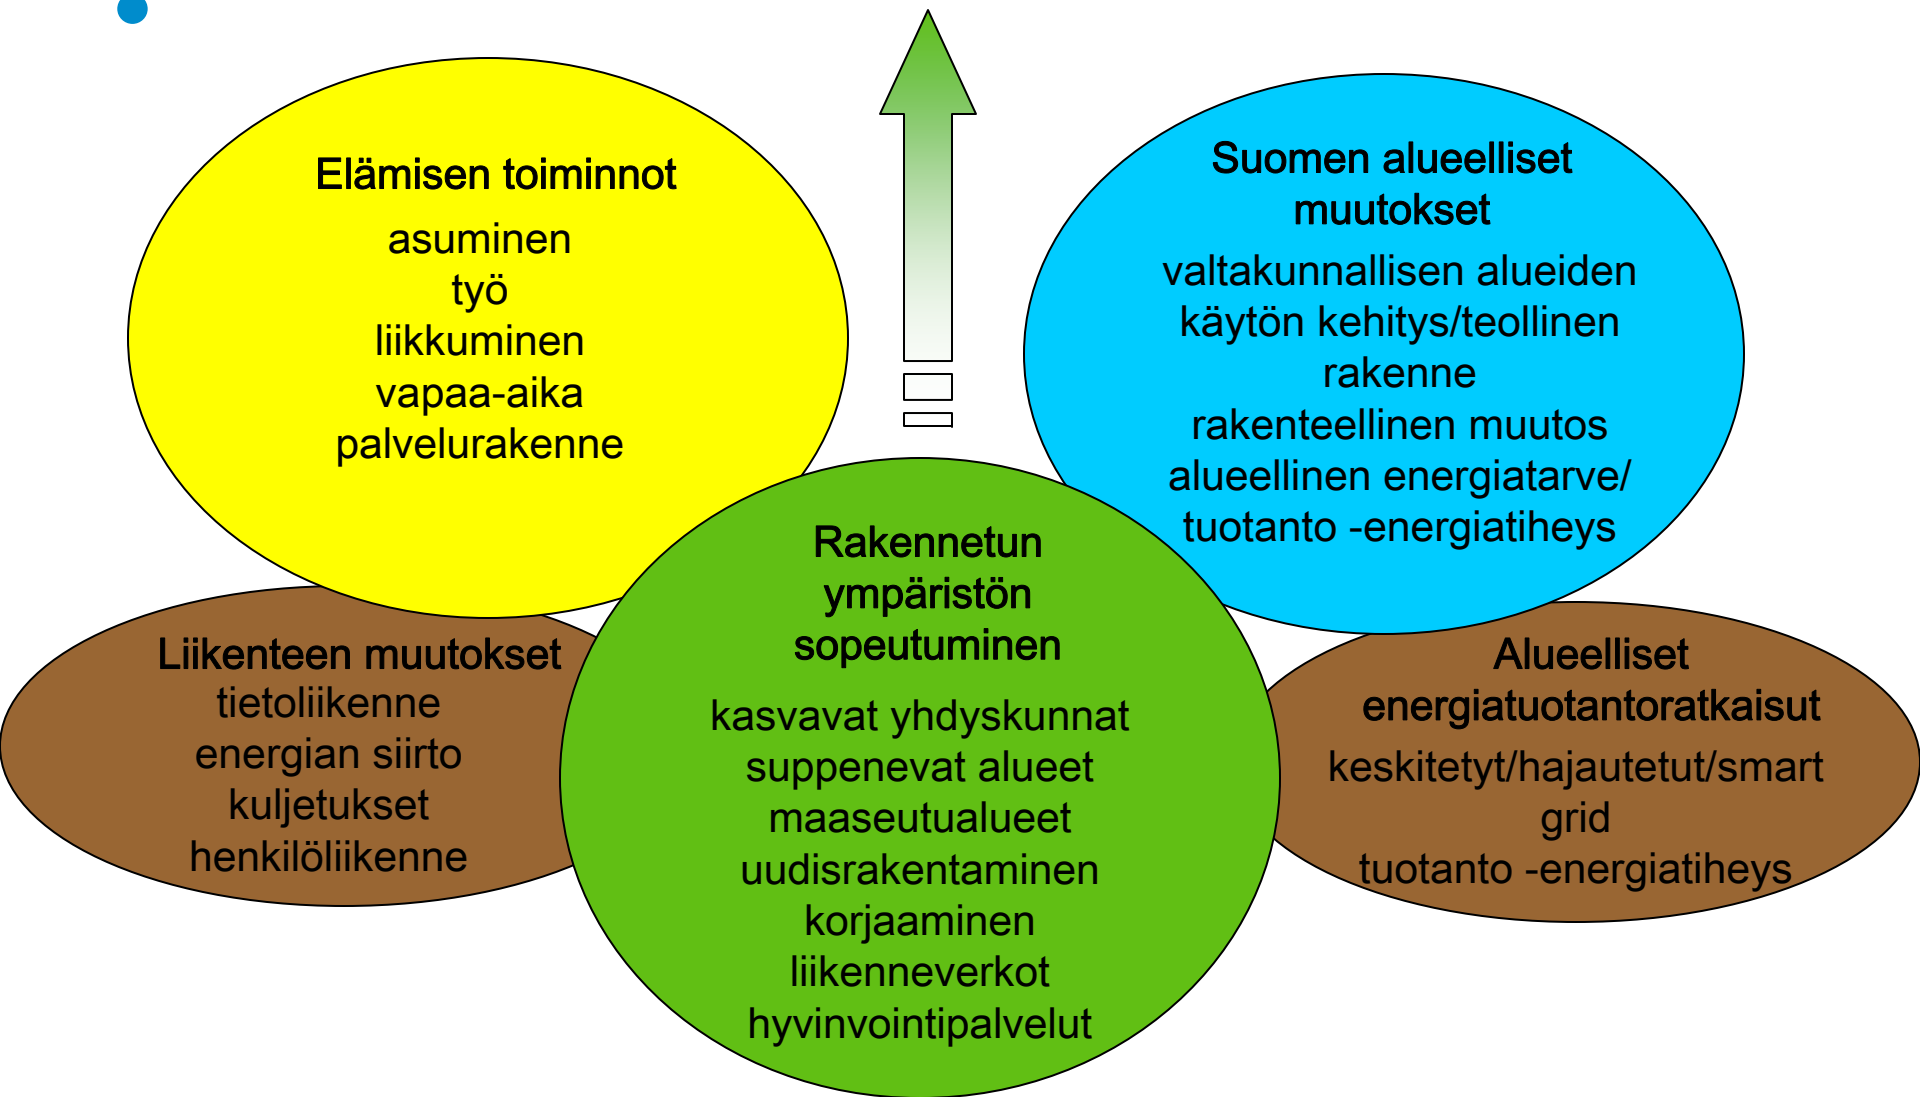 Elämisen toiminnot
asuminen
työ
liikkuminen
vapaa-aika
palvelurakenne
Suomen alueelliset
muutokset
valtakunnallisen alueiden
käytön kehitys/teollinen
rakenne
rakenteellinen muutos
alueellinen energiatarve/
tuotanto -energiatiheys
Liikenteen muutokset
tietoliikenne
energian siirto
kuljetukset
henkilöliikenne
Rakennetun
ympäristön
sopeutuminen
kasvavat yhdyskunnat
suppenevat alueet
maaseutualueet
uudisrakentaminen
korjaaminen
liikenneverkot
hyvinvointipalvelut
Alueelliset
energiatuotantoratkaisut
keskitetyt/hajautetut/smart
grid
tuotanto -energiatiheys